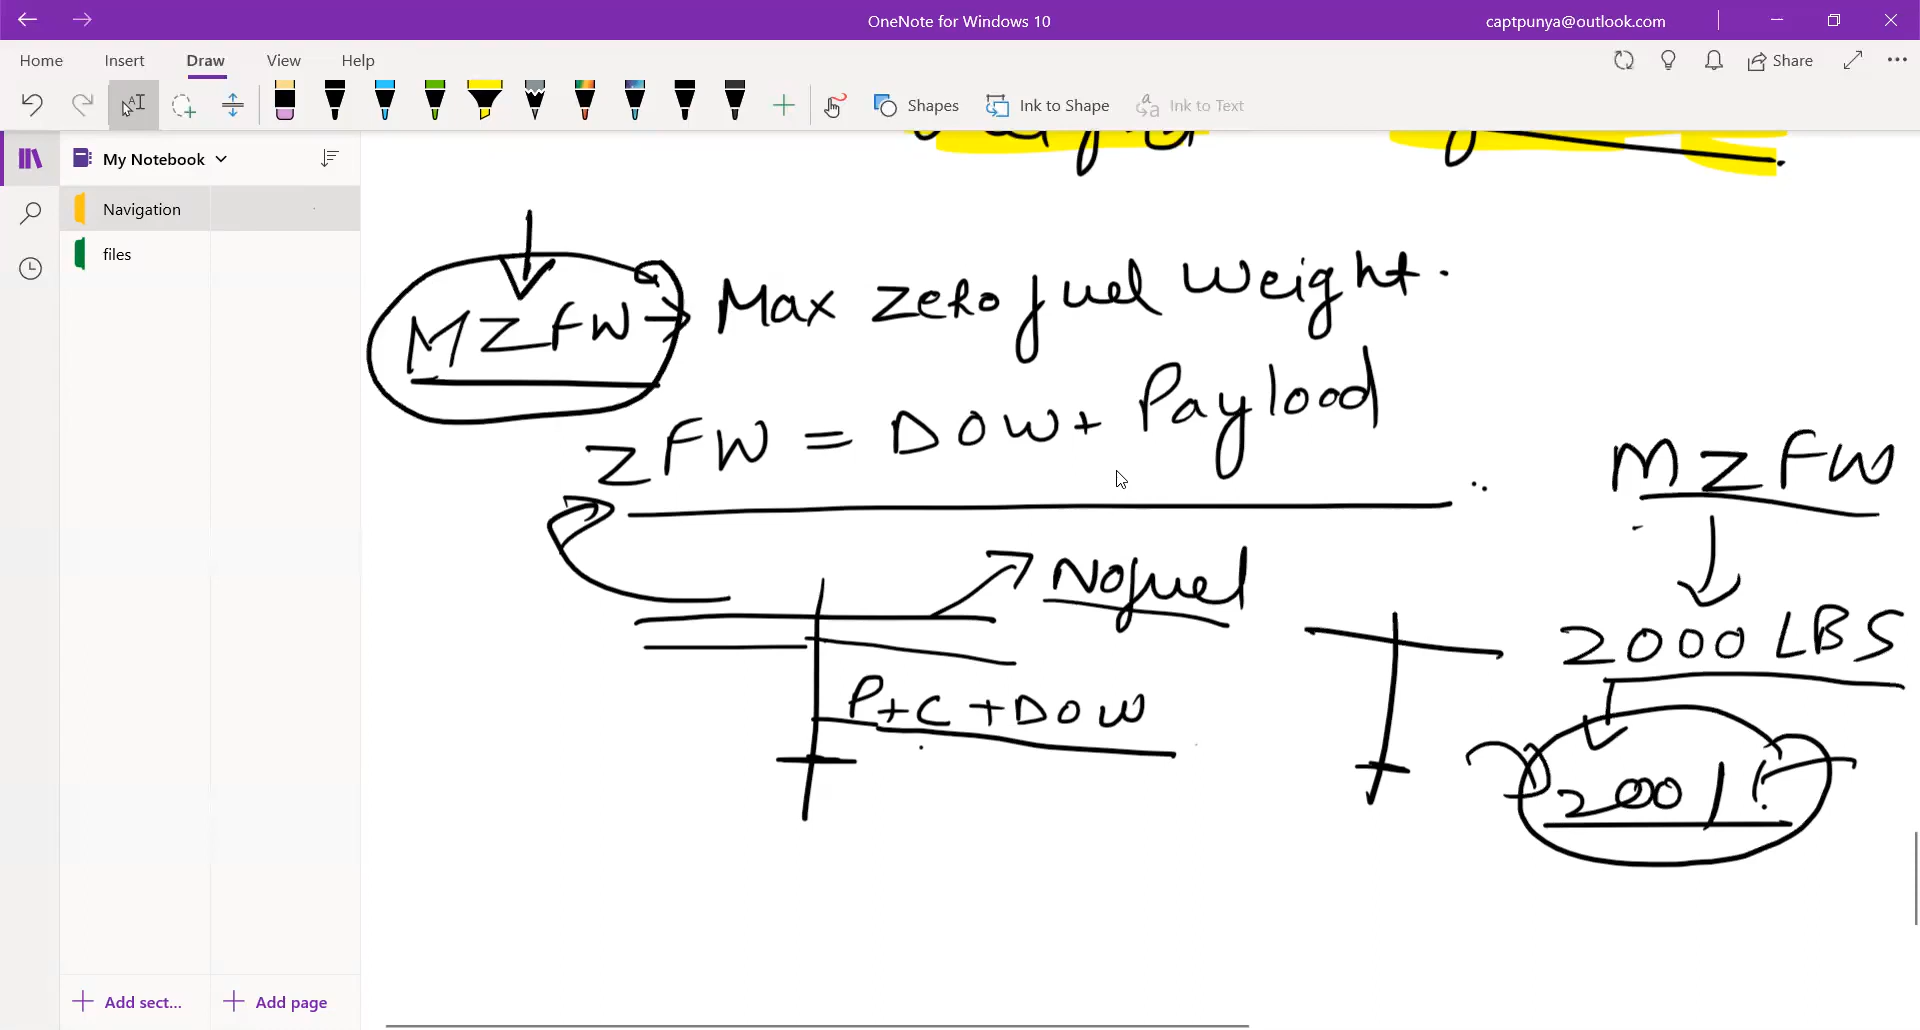 OneNote for Windows 10
captpunya@outlook.com
Home Insert Draw View Help
Share
Shapes Ink to Shape Ink to Text
My Notebook
Navigation
files
MZFW → Max Zero fuel Weight.
ZFW = DOW + Payload
MZFW
No fuel
2000 LBS
P+C+DOW
2001
Add sect... Add page